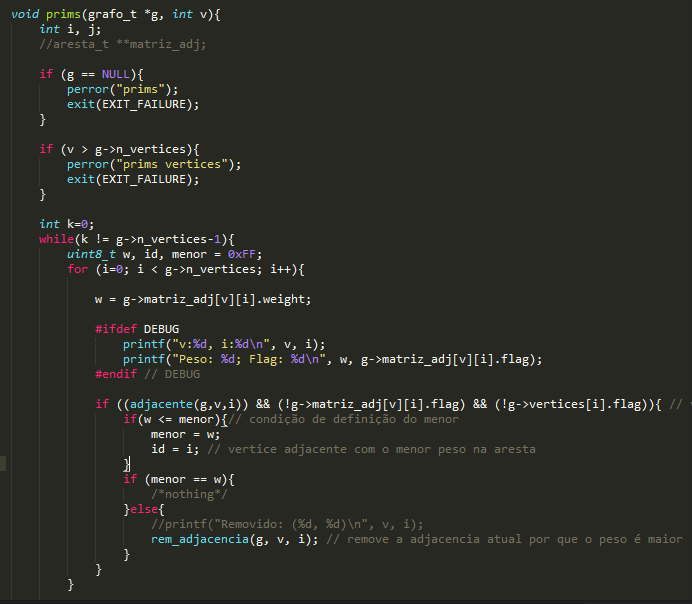 void prims(grafo_t *g, int v){
    int i, j;
    //aresta_t **matriz_adj;

    if (g == NULL){
        perror("prims");
        exit(EXIT_FAILURE);
    }

    if (v > g->n_vertices){
        perror("prims vertices");
        exit(EXIT_FAILURE);
    }

    int k=0;
    while(k != g->n_vertices-1){
        uint8_t w, id, menor = 0xFF;
        for (i=0; i < g->n_vertices; i++){

            w = g->matriz_adj[v][i].weight;

            #ifdef DEBUG
                printf("v:%d, i:%d\n", v, i);
                printf("Peso: %d; Flag: %d\n", w, g->matriz_adj[v][i].flag);
            #endif // DEBUG

            if ((adjacente(g,v,i)) && (!g->matriz_adj[v][i].flag) && (!g->vertices[i].flag)){ //
                if(w <= menor){// condição de definição do menor
                    menor = w;
                    id = i; // vertice adjacente com o menor peso na aresta
                }
                if (menor == w){
                    /*nothing*/
                }else{
                    //printf("Removido: (%d, %d)\n", v, i);
                    rem_adjacencia(g, v, i); // remove a adjacencia atual por que o peso é maior
                }
            }
        }